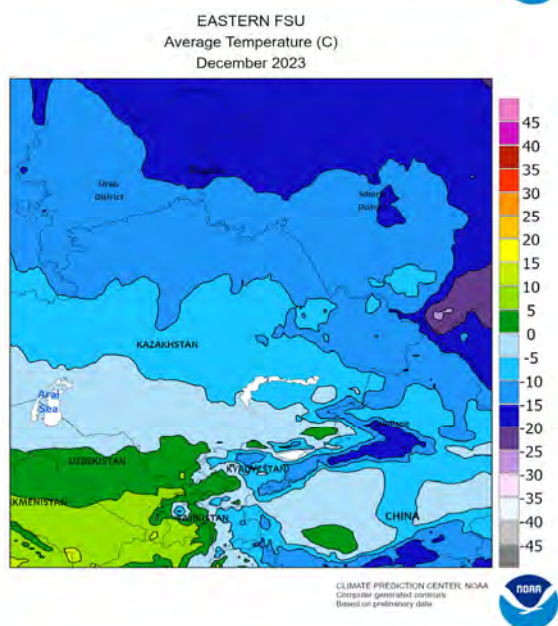 EASTERN FSU
Average Temperature (C)
December 2023
Urals
District
Siberia
District
KAZAKHSTAN
Aral
Sea
UZBEKISTAN
KYRGYZSTAN
TAJIKISTAN
CHINA
45
40
35
30
25
20
15
10
5
0
-5
-10
-15
-20
-25
-30
-35
-40
-45
CLIMATE PREDICTION CENTER, NOAA
Computer generated contours
Based on preliminary data
NOAA